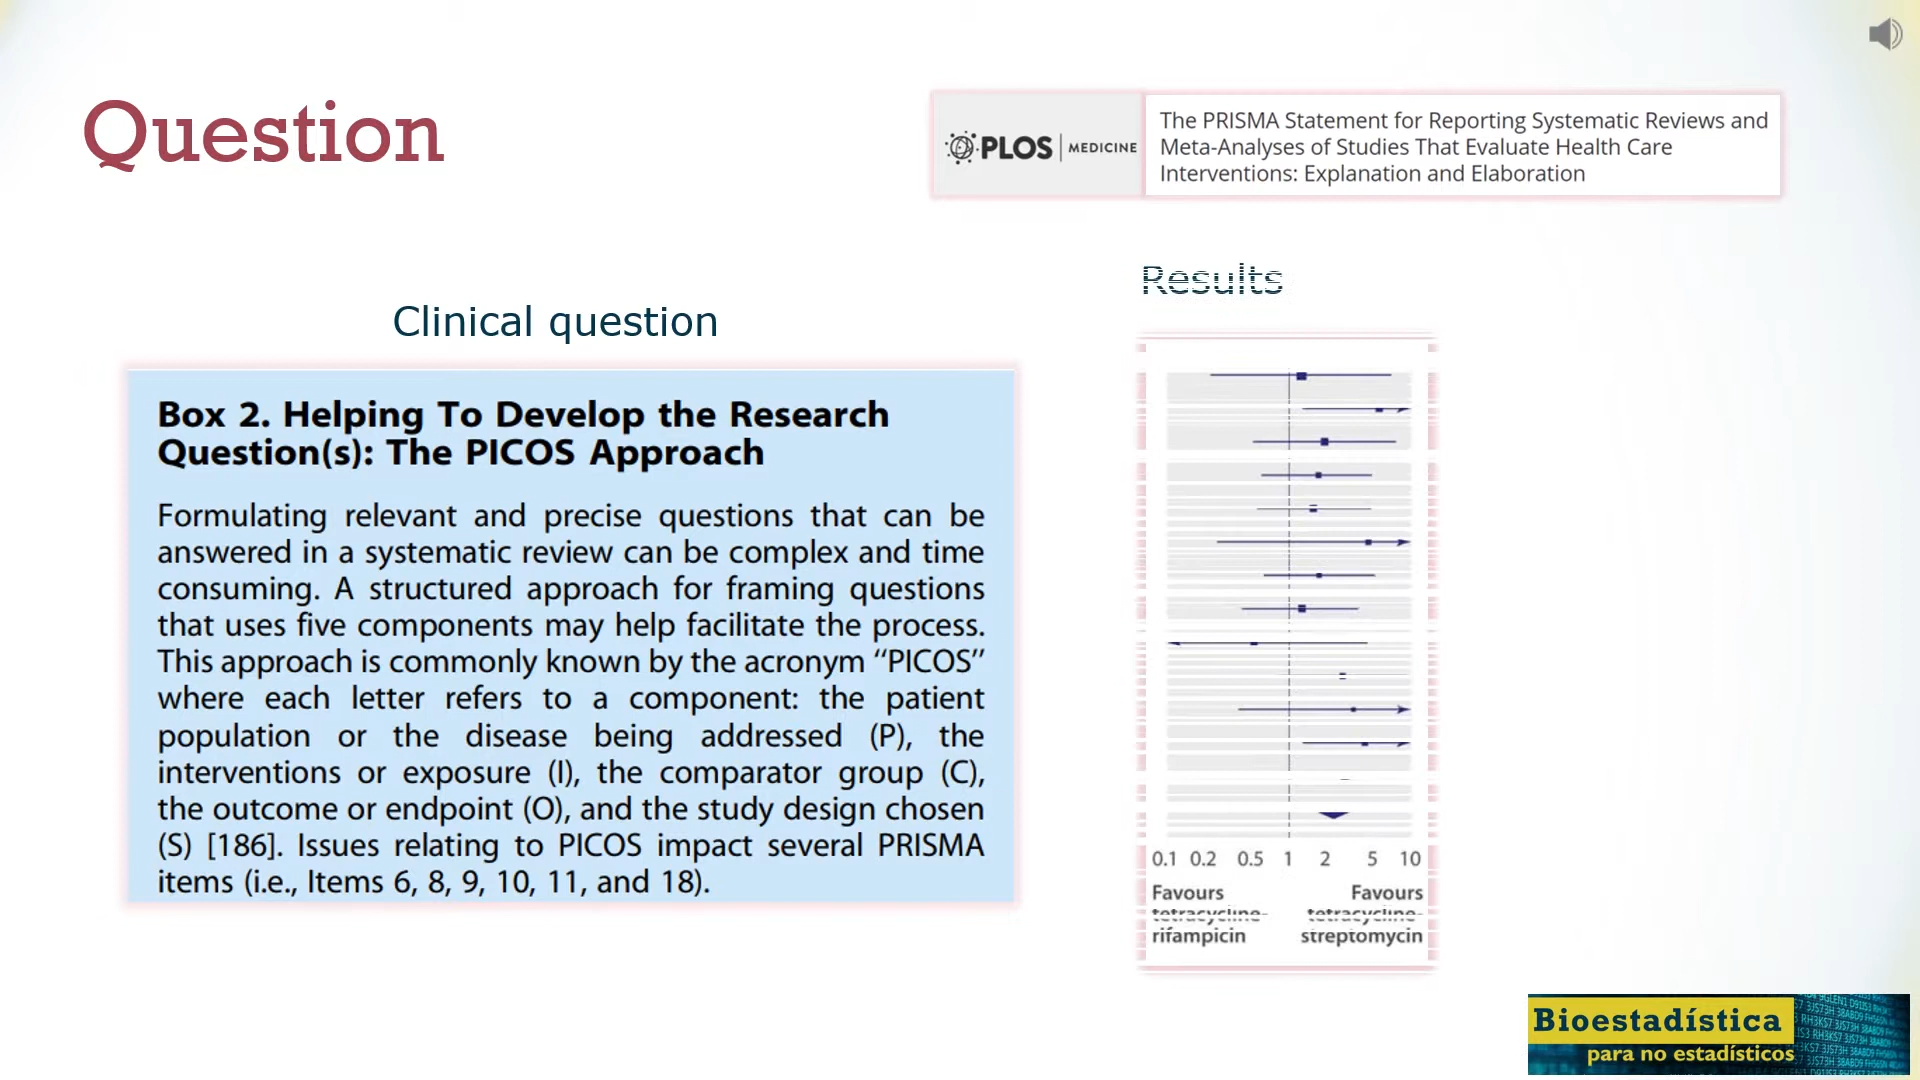 Question
PLOS | MEDICINE
The PRISMA Statement for Reporting Systematic Reviews and
Meta-Analyses of Studies That Evaluate Health Care
Interventions: Explanation and Elaboration
Clinical question
Box 2. Helping To Develop the Research
Question(s): The PICOS Approach
Formulating relevant and precise questions that can be
answered in a systematic review can be complex and time
consuming. A structured approach for framing questions
that uses five components may help facilitate the process.
This approach is commonly known by the acronym “PICOS”
where each letter refers to a component: the patient
population or the disease being addressed (P), the
interventions or exposure (I), the comparator group (C),
the outcome or endpoint (O), and the study design chosen
(S) [186]. Issues relating to PICOS impact several PRISMA
items (i.e., Items 6, 8, 9, 10, 11, and 18).
Results
0.1 0.2 0.5 1 2 5 10
Favours
tetracycline-
rifampicin
Favours
tetracycline-
streptomycin
Bioestadística
para no estadísticos